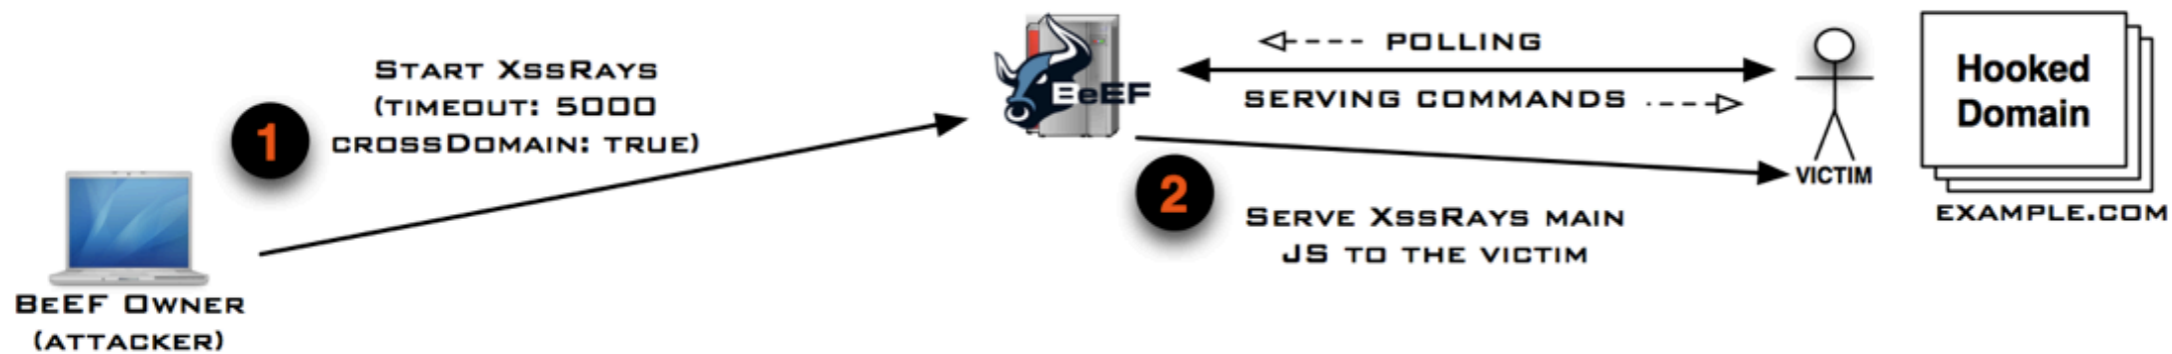 1
START XSSRAYS
(TIMEOUT: 5000
CROSSDOMAIN: TRUE)
BEEF OWNER
(ATTACKER)
BeEF
POLLING
SERVING COMMANDS
2
SERVE XSSRAYS MAIN
JS TO THE VICTIM
VICTIM
Hooked
Domain
EXAMPLE.COM